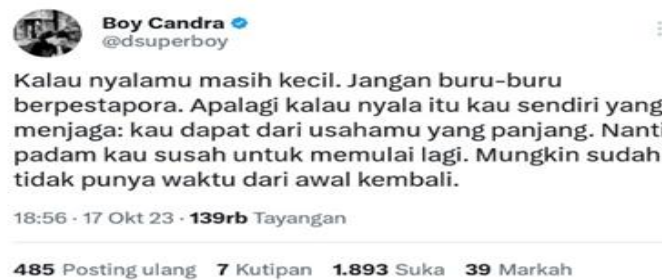 Boy Candra
@dsuperboy
Kalau nyalamu masih kecil. Jangan buru-buru
berpestapora. Apalagi kalau nyala itu kau sendiri yang
menjaga: kau dapat dari usahamu yang panjang. Nanti
padam kau susah untuk memulai lagi. Mungkin sudah
tidak punya waktu dari awal kembali.
18:56 · 17 Okt 23 · 139rb Tayangan
485 Posting ulang 7 Kutipan 1.893 Suka 39 Markah